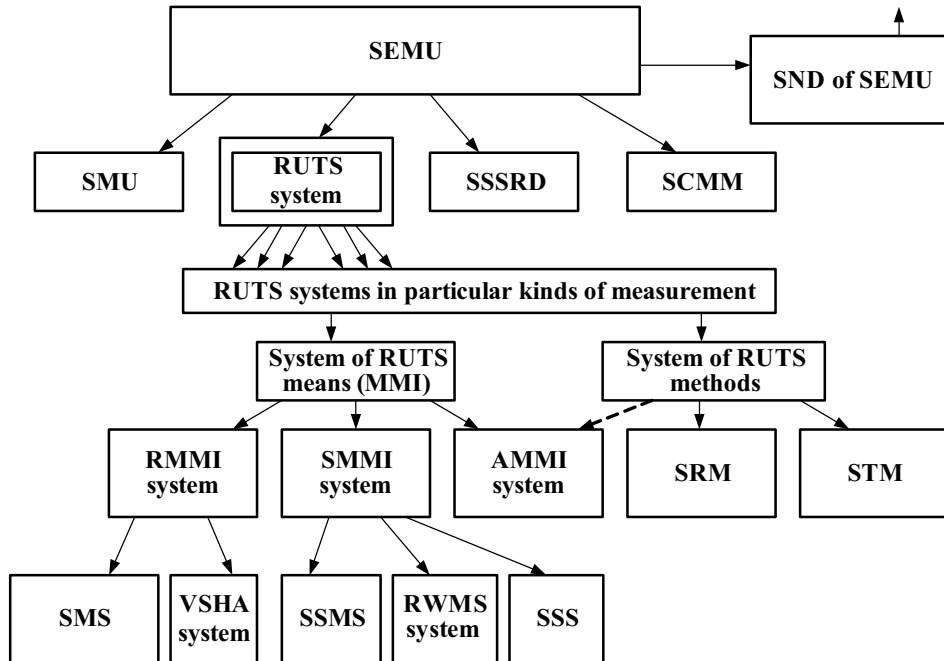 SEMU
SND of SEMU
SMU
RUTS
system
SSSRD
SCMM
RUTS systems in particular kinds of measurement
System of RUTS
means (MMI)
System of RUTS
methods
RMMI
system
SMMI
system
AMMI
system
SRM
STM
SMS
VSHA
system
SSMS
RWMS
system
SSS